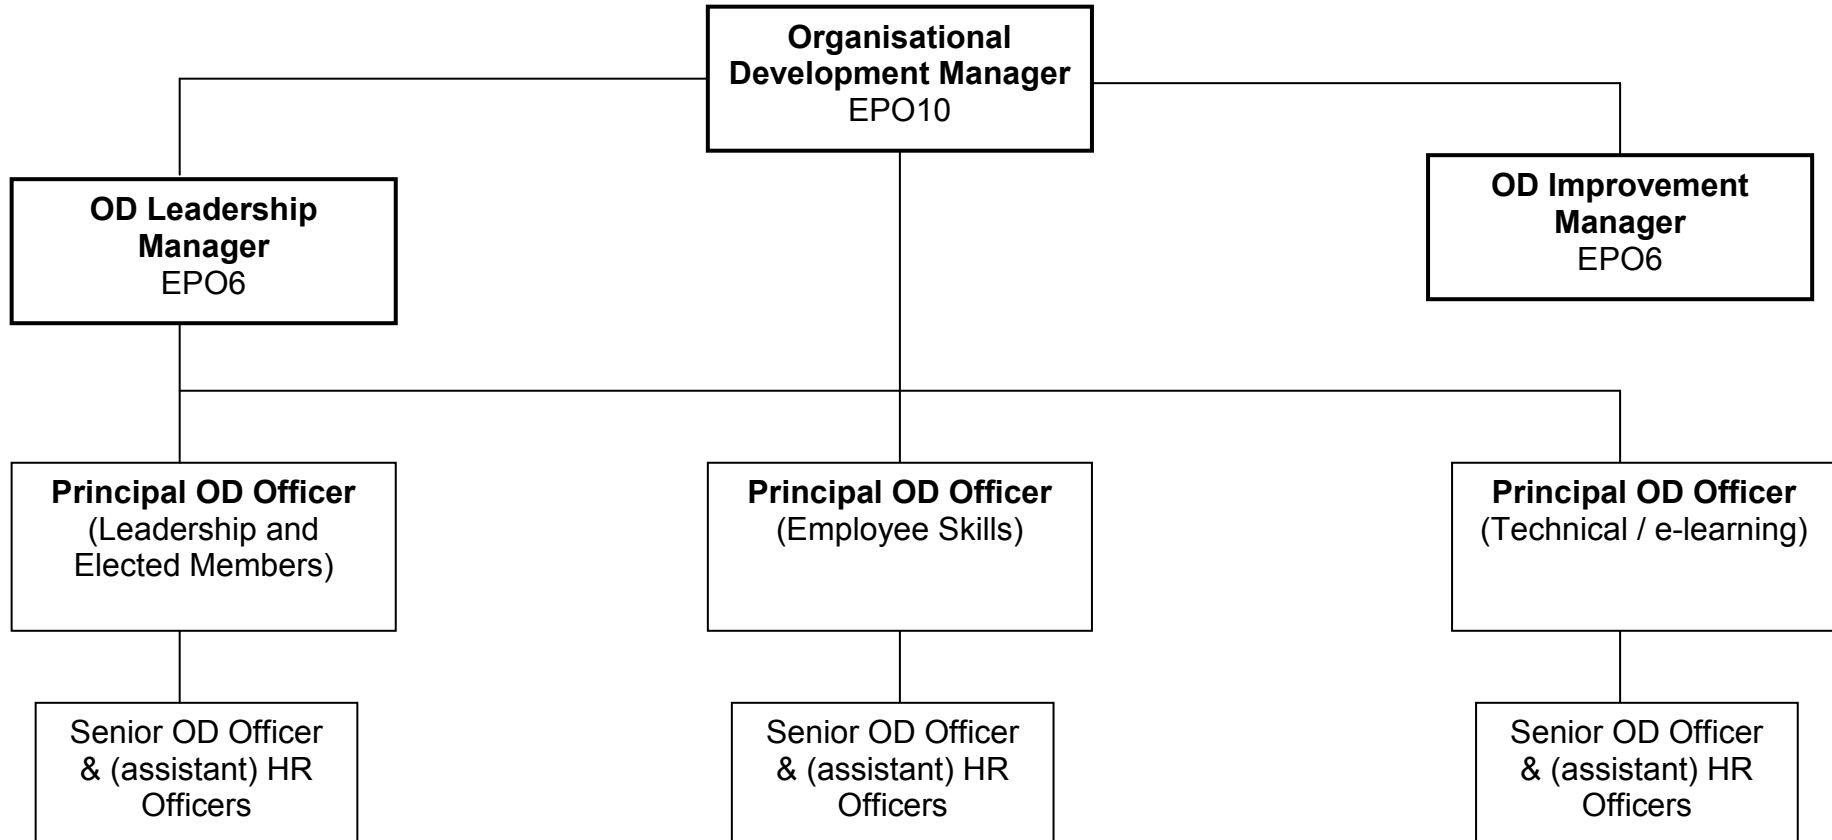 Organisational
Development Manager
EPO10
OD Leadership
Manager
EPO6
OD Improvement
Manager
EPO6
Principal OD Officer
(Leadership and
Elected Members)
Principal OD Officer
(Employee Skills)
Principal OD Officer
(Technical / e-learning)
Senior OD Officer
& (assistant) HR
Officers
Senior OD Officer
& (assistant) HR
Officers
Senior OD Officer
& (assistant) HR
Officers